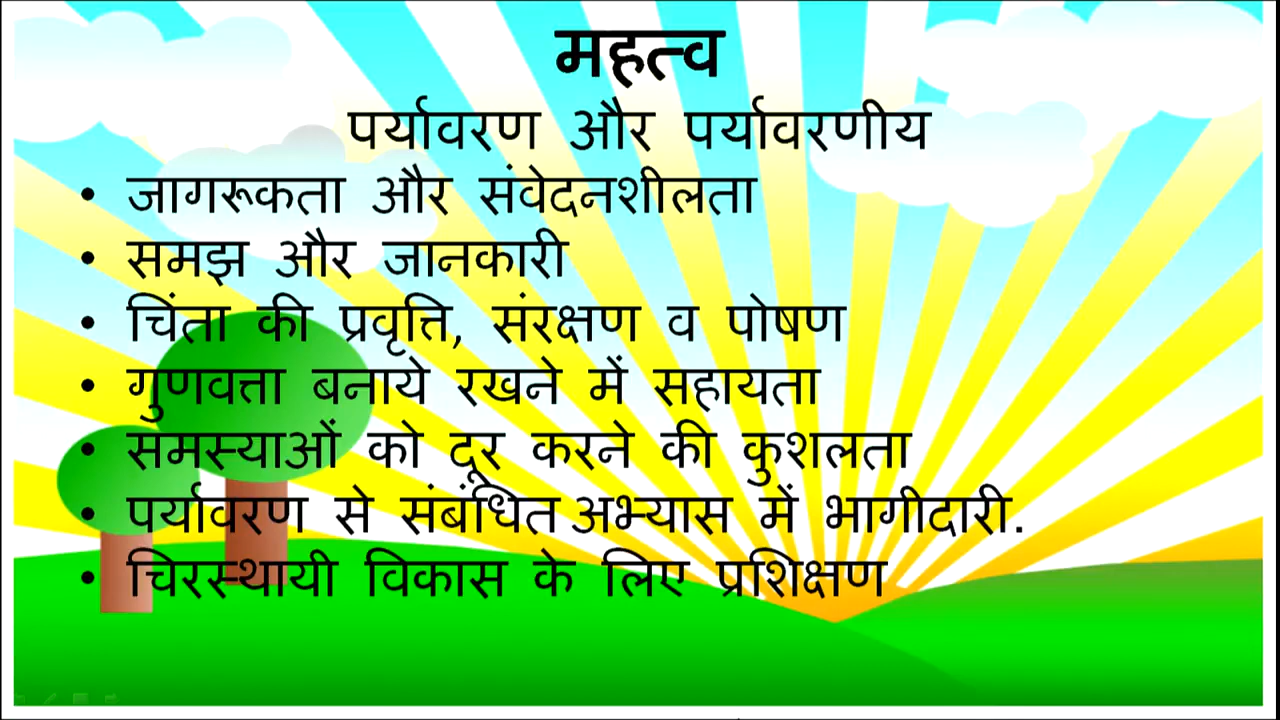 महत्व
पर्यावरण और पर्यावरणीय
• जागरूकता और संवेदनशीलता
• समझ और जानकारी
• चिंता की प्रवृत्ति, संरक्षण व पोषण
• गुणवत्ता बनाये रखने में सहायता
• समस्याओं को दूर करने की कुशलता
• पर्यावरण से संबंधित अभ्यास में भागीदारी.
• चिरस्थायी विकास के लिए प्रशिक्षण